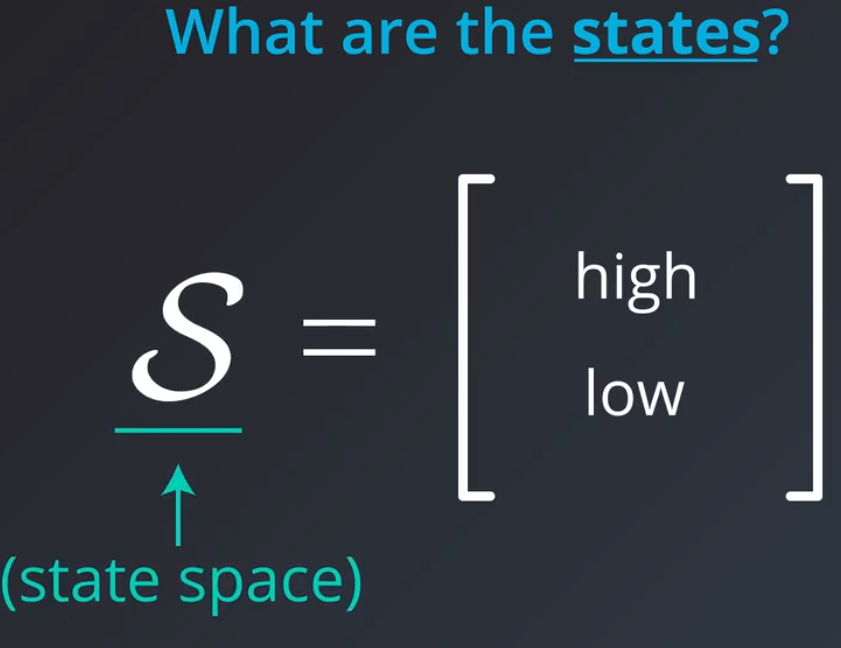 What are the states?
high
𝒮 =
low
(state space)